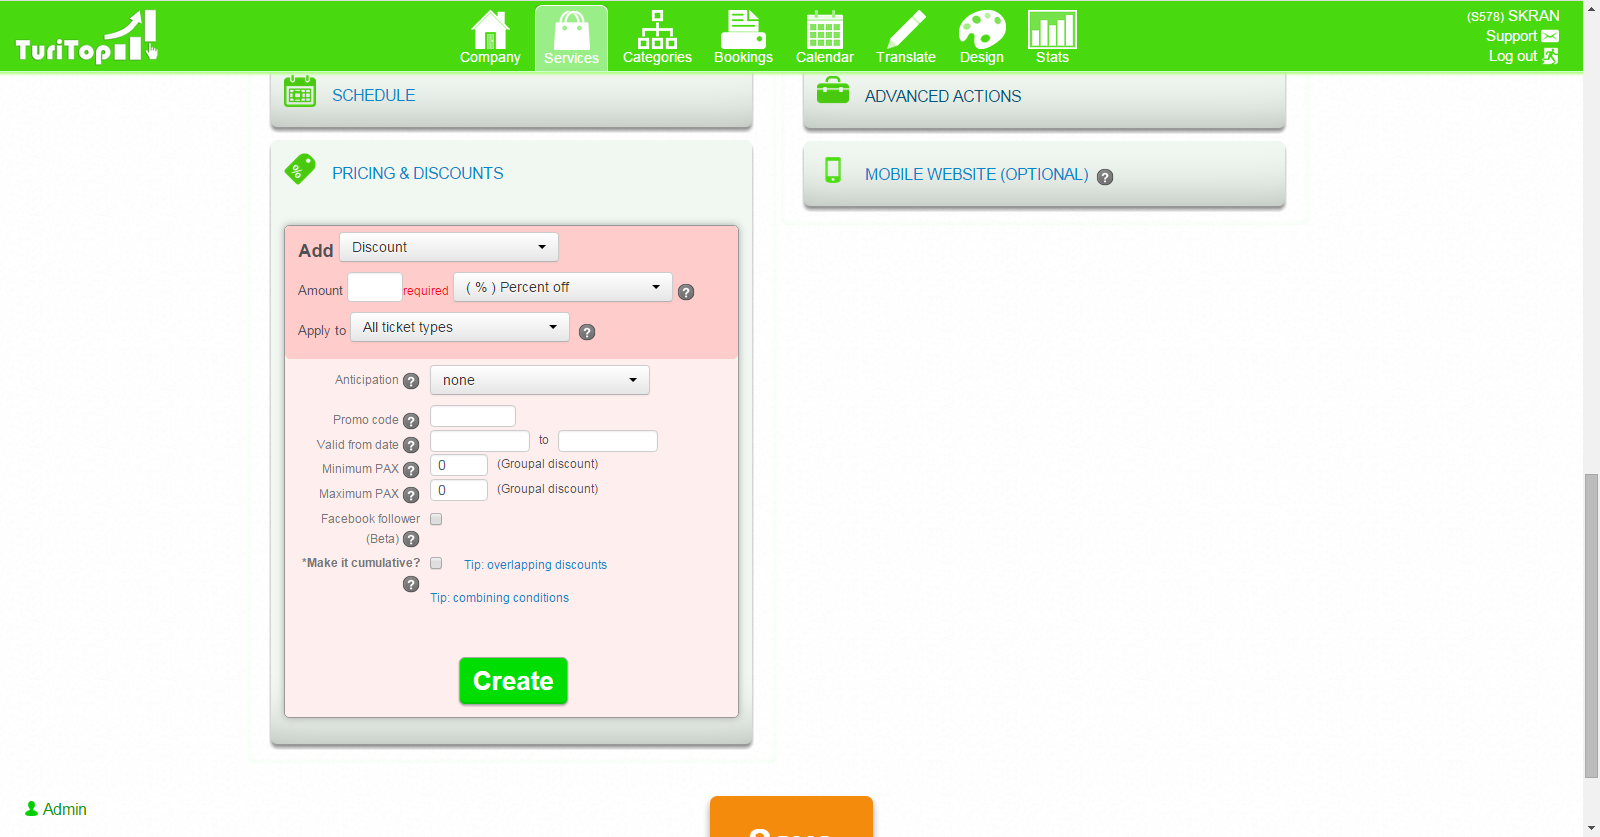 TuriTop
Company
Services
Categories
Bookings
Calendar
Translate
Design
Stats
(S578) SKRAN
Support
Log out
SCHEDULE
ADVANCED ACTIONS
PRICING & DISCOUNTS
MOBILE WEBSITE (OPTIONAL) ?
Add Discount
Amount required ( % ) Percent off ?
Apply to All ticket types ?
Anticipation ? none
Promo code ?
Valid from date ? to
Minimum PAX ? 0 (Groupal discount)
Maximum PAX ? 0 (Groupal discount)
Facebook follower
(Beta) ?
*Make it cumulative? Tip: overlapping discounts
?
Tip: combining conditions
Create
Admin
Save